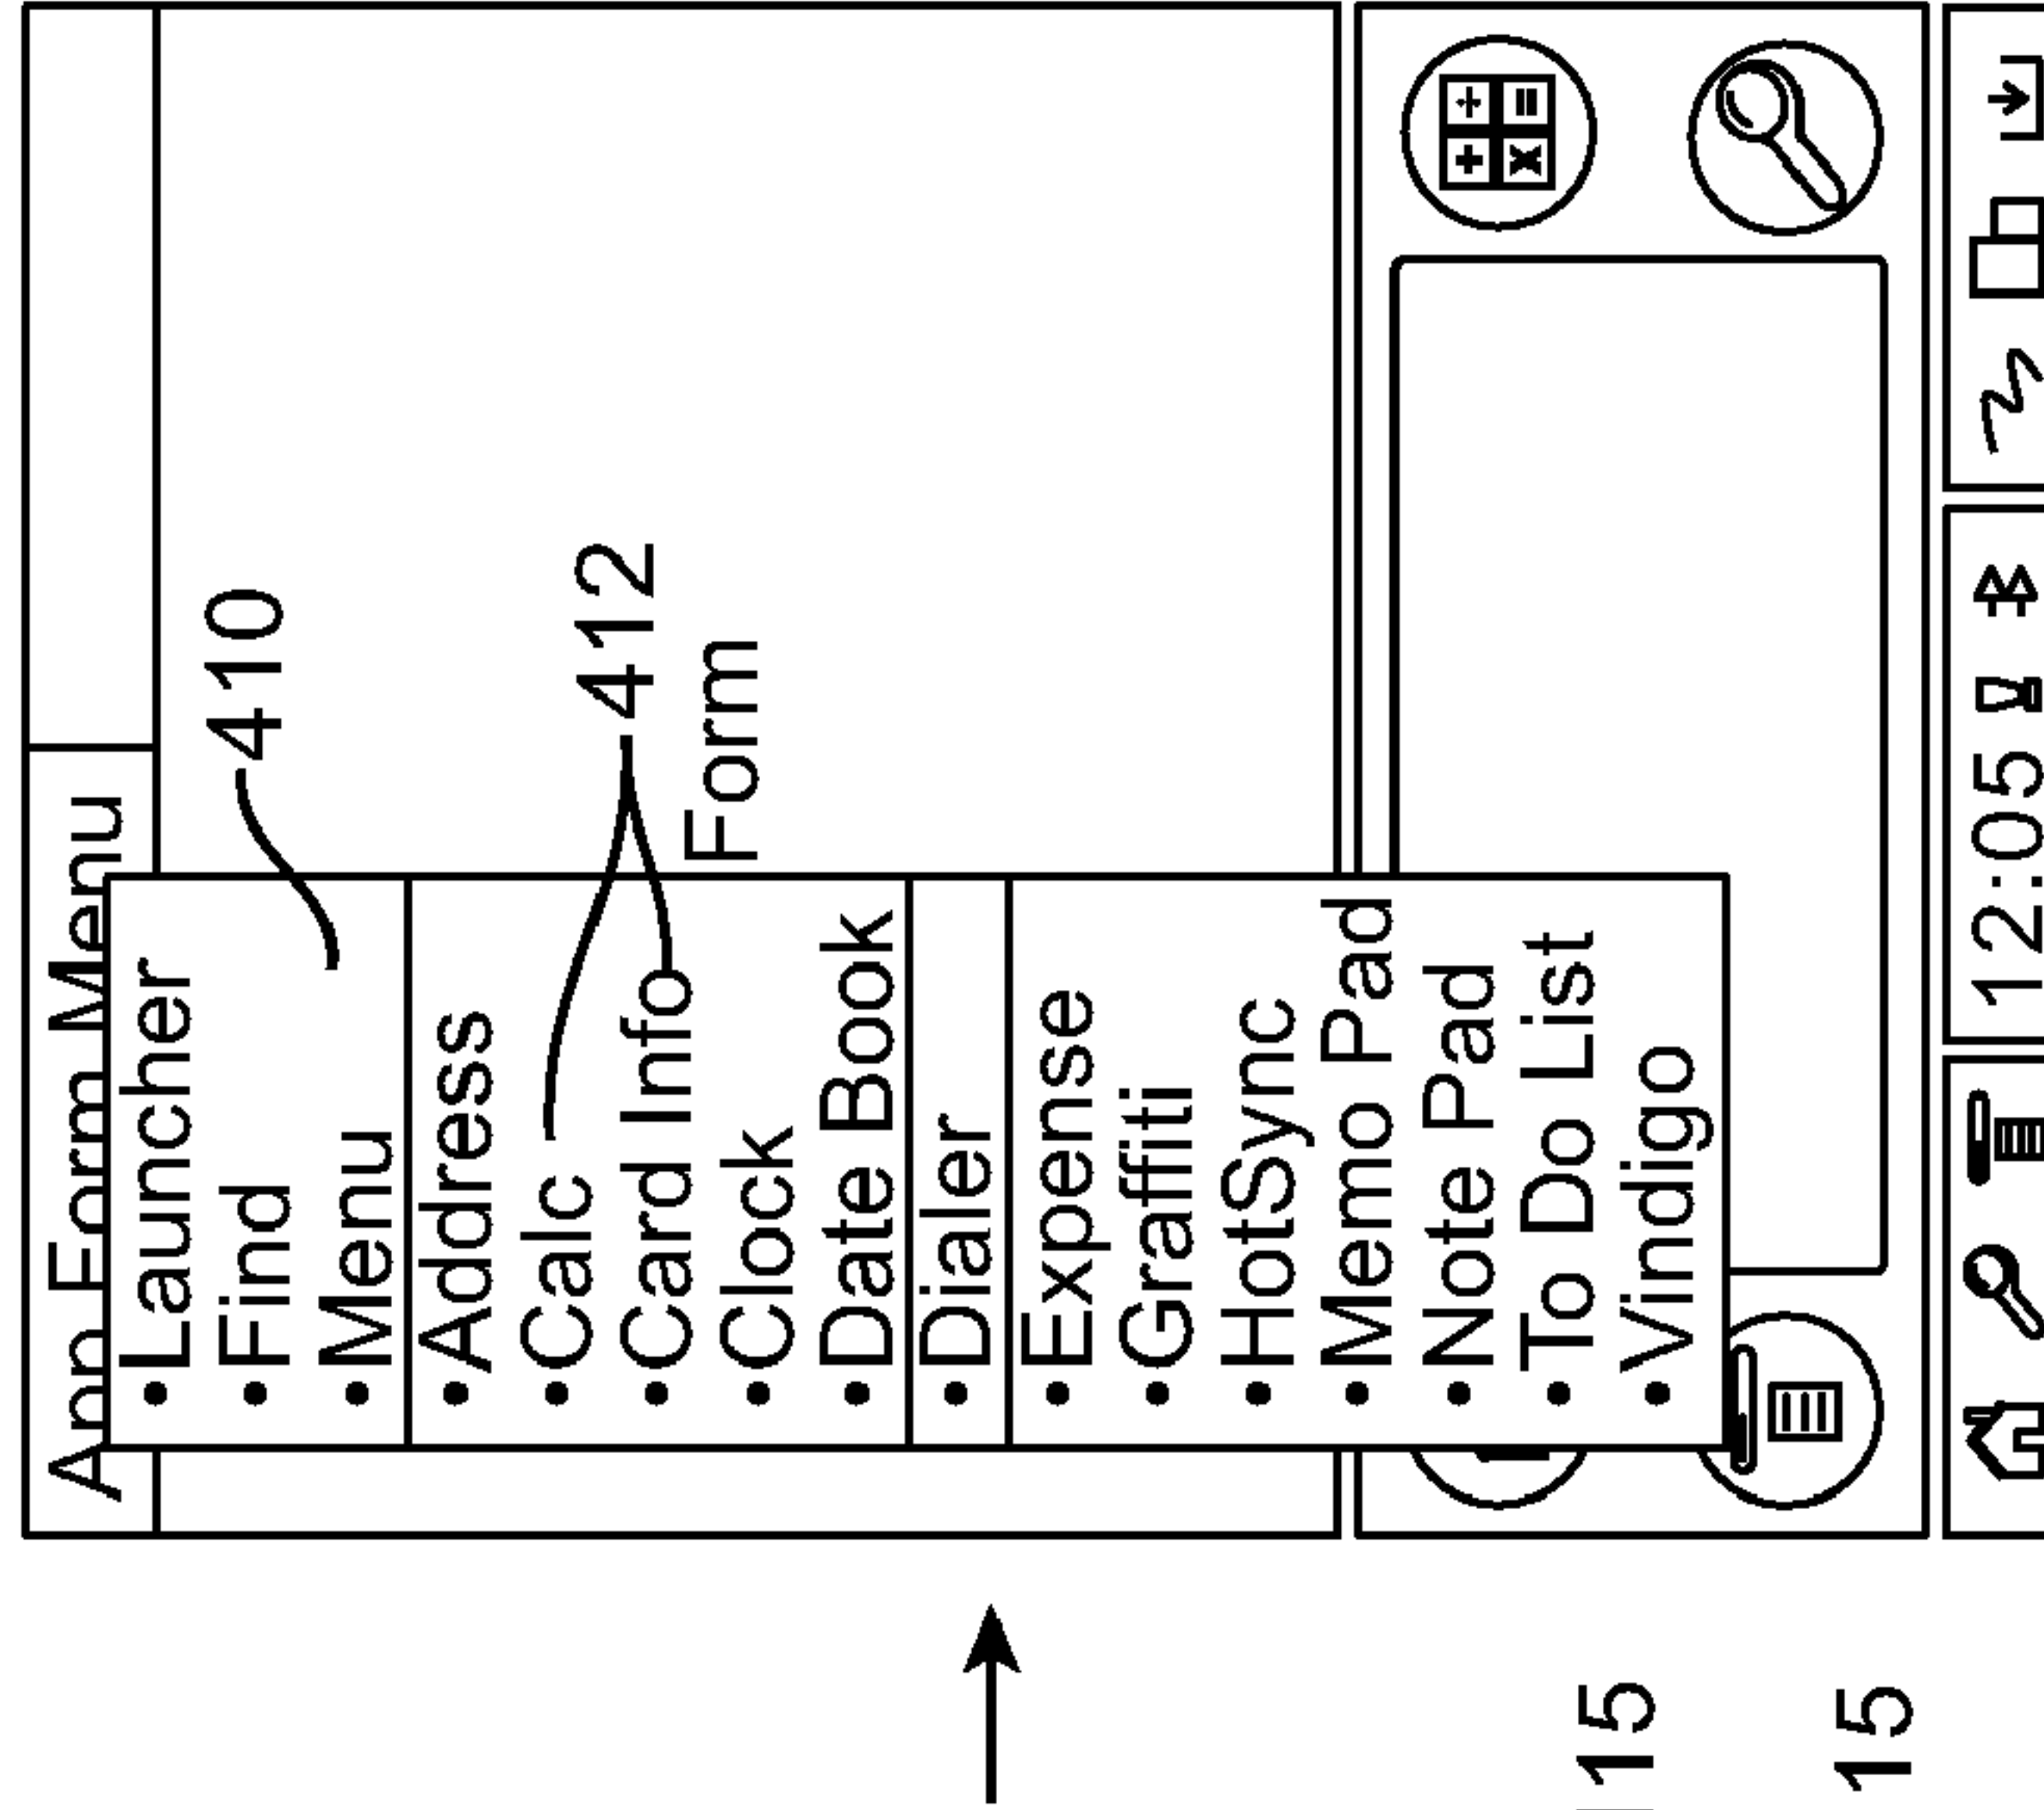 App Form Menu
• Launcher
• Find
• Menu
410
• Address
• Calc
• Card Info
412
• Clock
Form
• Date Book
• Dialer
• Expense
• Graffiti
• HotSync
• Memo Pad
• Note Pad
• To Do List
• Vindigo
12:05
15
15